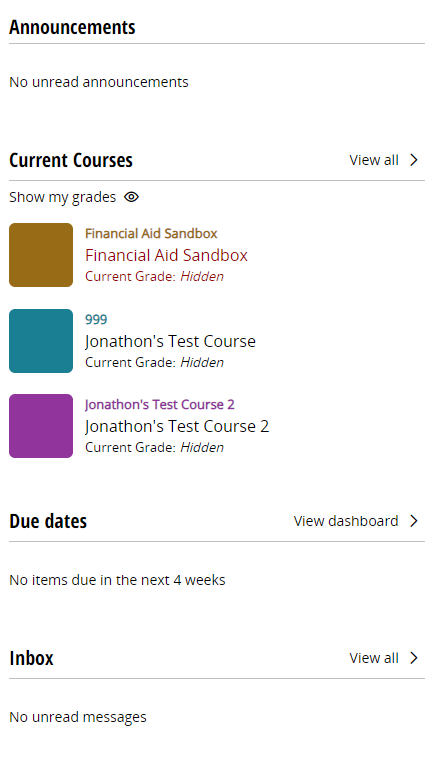 Announcements
No unread announcements
Current Courses
View all
Show my grades
Financial Aid Sandbox
Financial Aid Sandbox
Current Grade: Hidden
999
Jonathon's Test Course
Current Grade: Hidden
Jonathon's Test Course 2
Jonathon's Test Course 2
Current Grade: Hidden
Due dates
View dashboard
No items due in the next 4 weeks
Inbox
View all
No unread messages